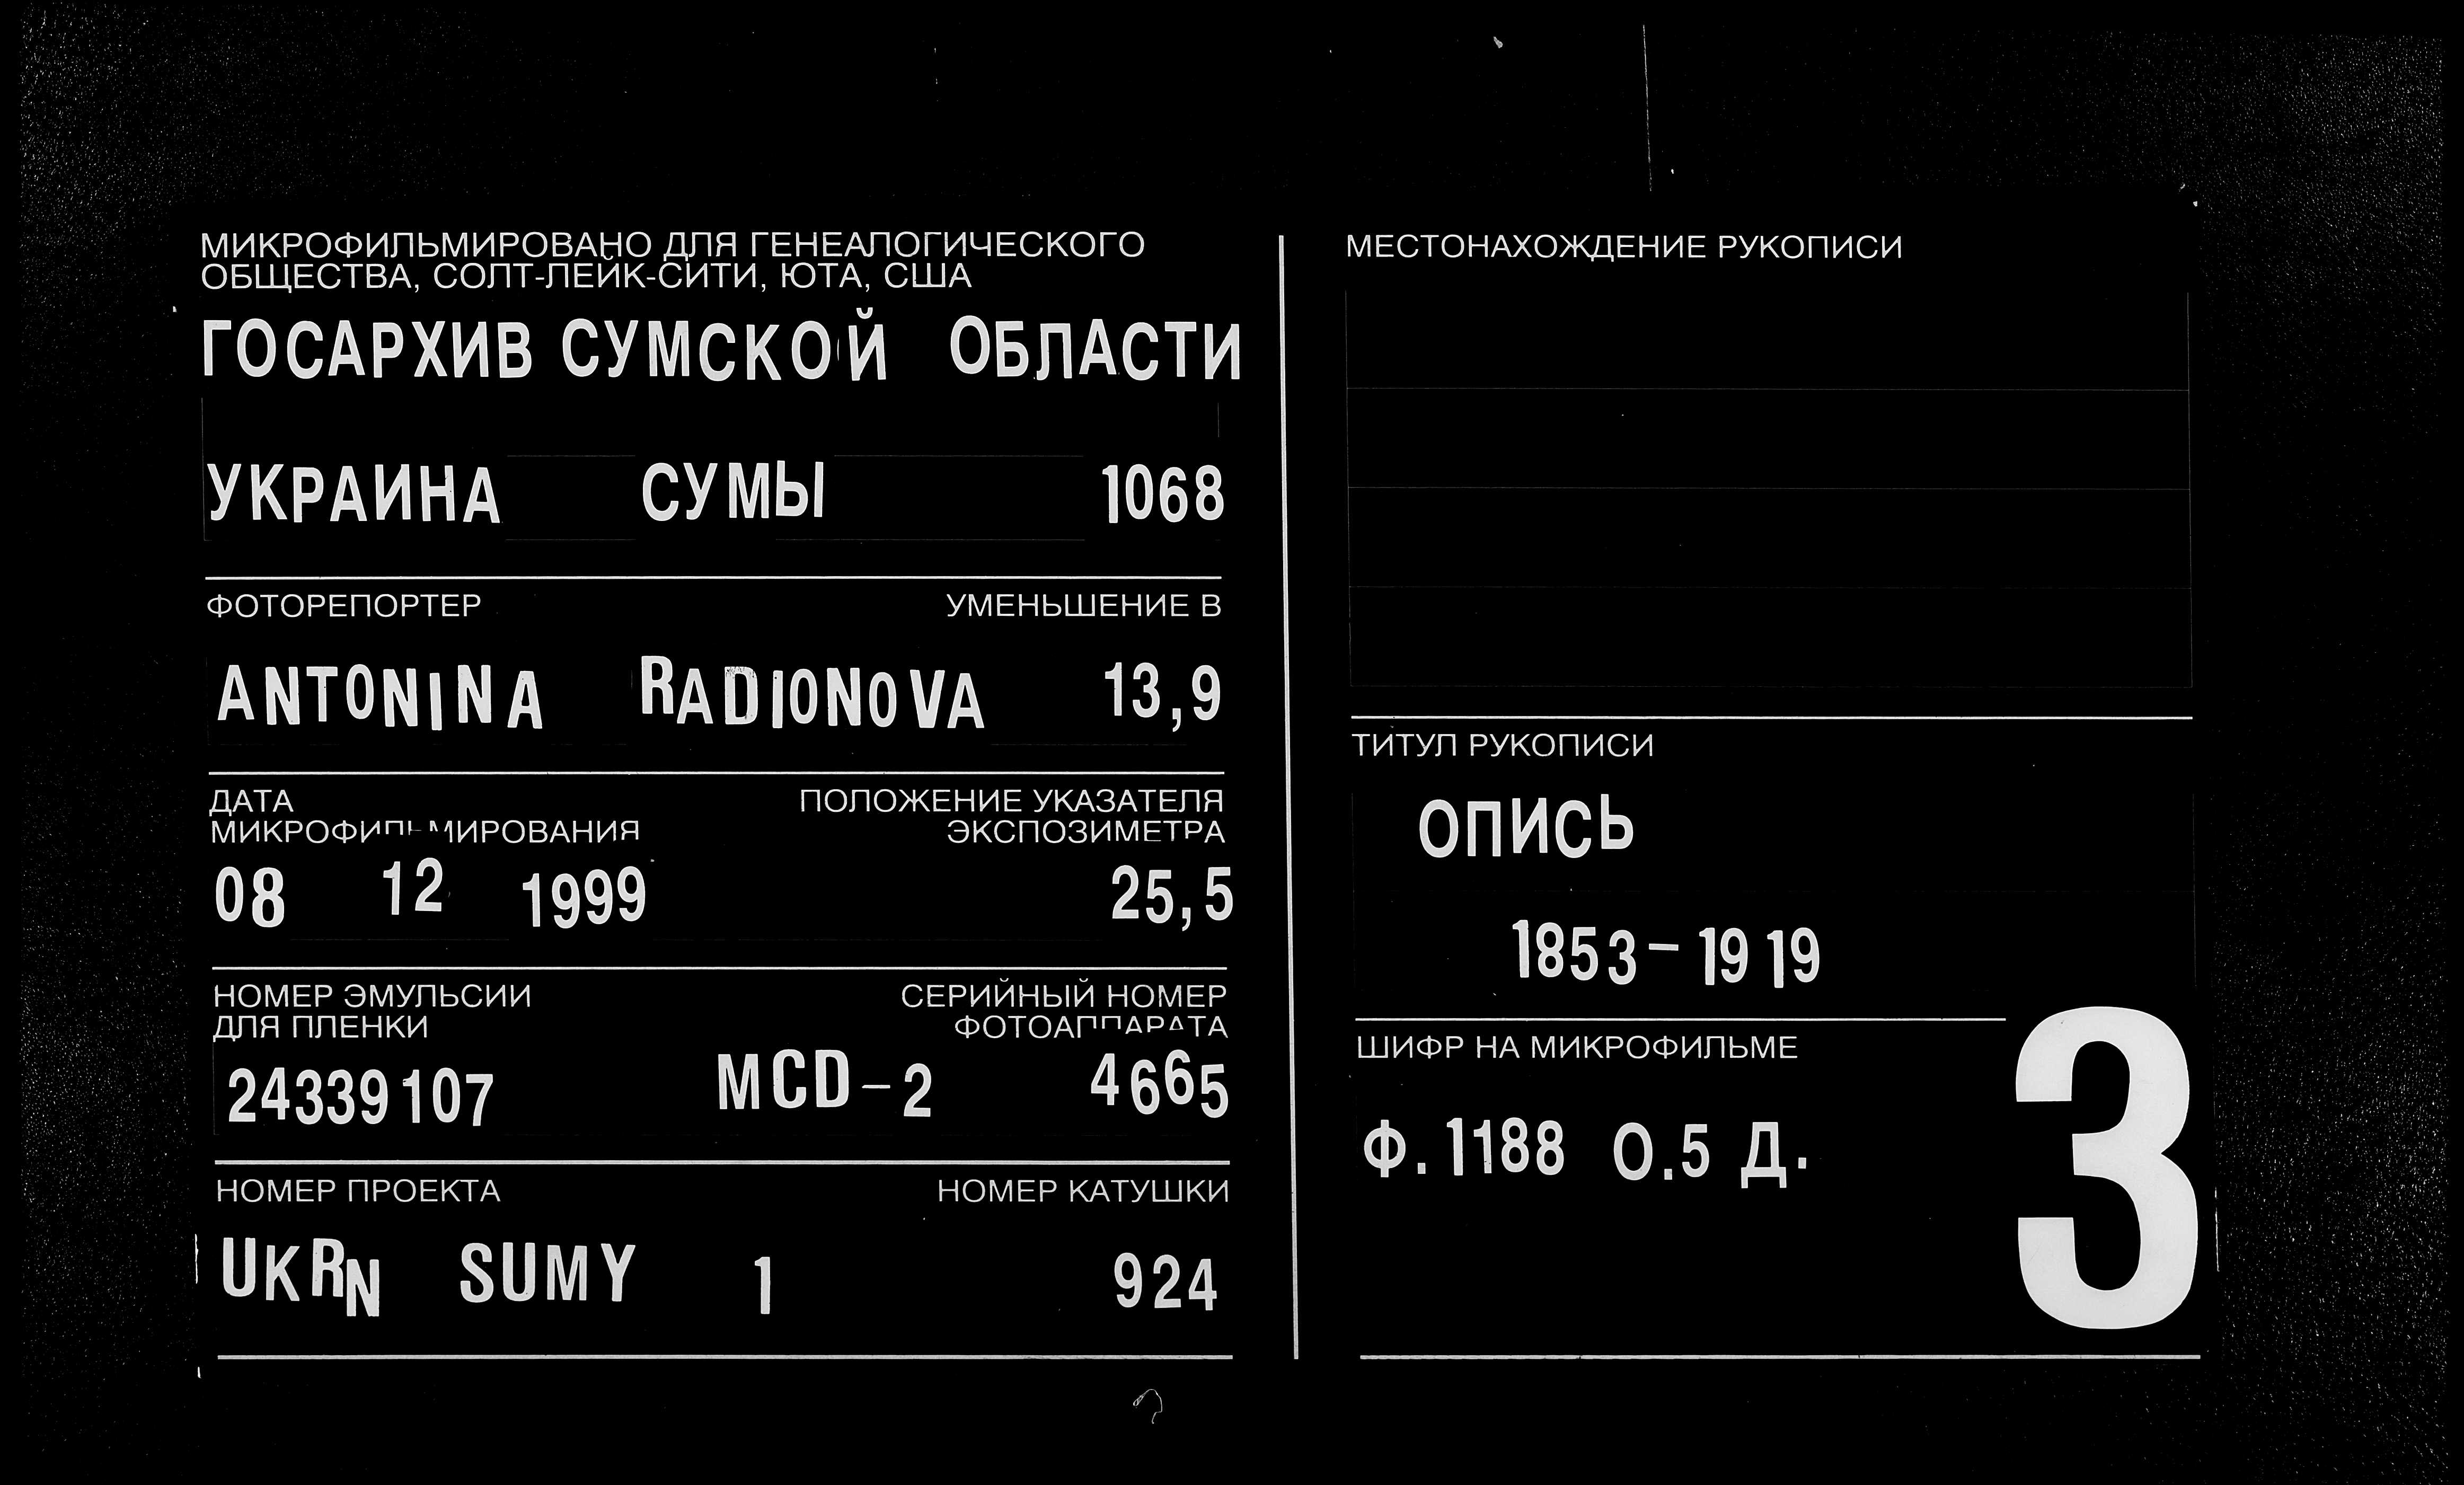 МИКРОФИЛЬМИРОВАНО ДЛЯ ГЕНЕАЛОГИЧЕСКОГО
ОБЩЕСТВА, СОЛТ-ЛЕЙК-СИТИ, ЮТА, США
ГОСАРХИВ СУМСКОЙ ОБЛАСТИ
УКРАИНА СУМЫ 1068
ФОТОРЕПОРТЕР УМЕНЬШЕНИЕ В
ANTONINA RADIONOVA 13,9
ДАТА ПОЛОЖЕНИЕ УКАЗАТЕЛЯ
МИКРОФИЛЬМИРОВАНИЯ ЭКСПОЗИМЕТРА
08 12 1999 25,5
НОМЕР ЭМУЛЬСИИ СЕРИЙНЫЙ НОМЕР
ДЛЯ ПЛЕНКИ ФОТОАППАРАТА
24339107 MCD-2 4665
НОМЕР ПРОЕКТА НОМЕР КАТУШКИ
UKRN SUMY 1 924
МЕСТОНАХОЖДЕНИЕ РУКОПИСИ
ТИТУЛ РУКОПИСИ
ОПИСЬ
1853-1919
ШИФР НА МИКРОФИЛЬМЕ
Ф. 1188 О.5 Д.
3